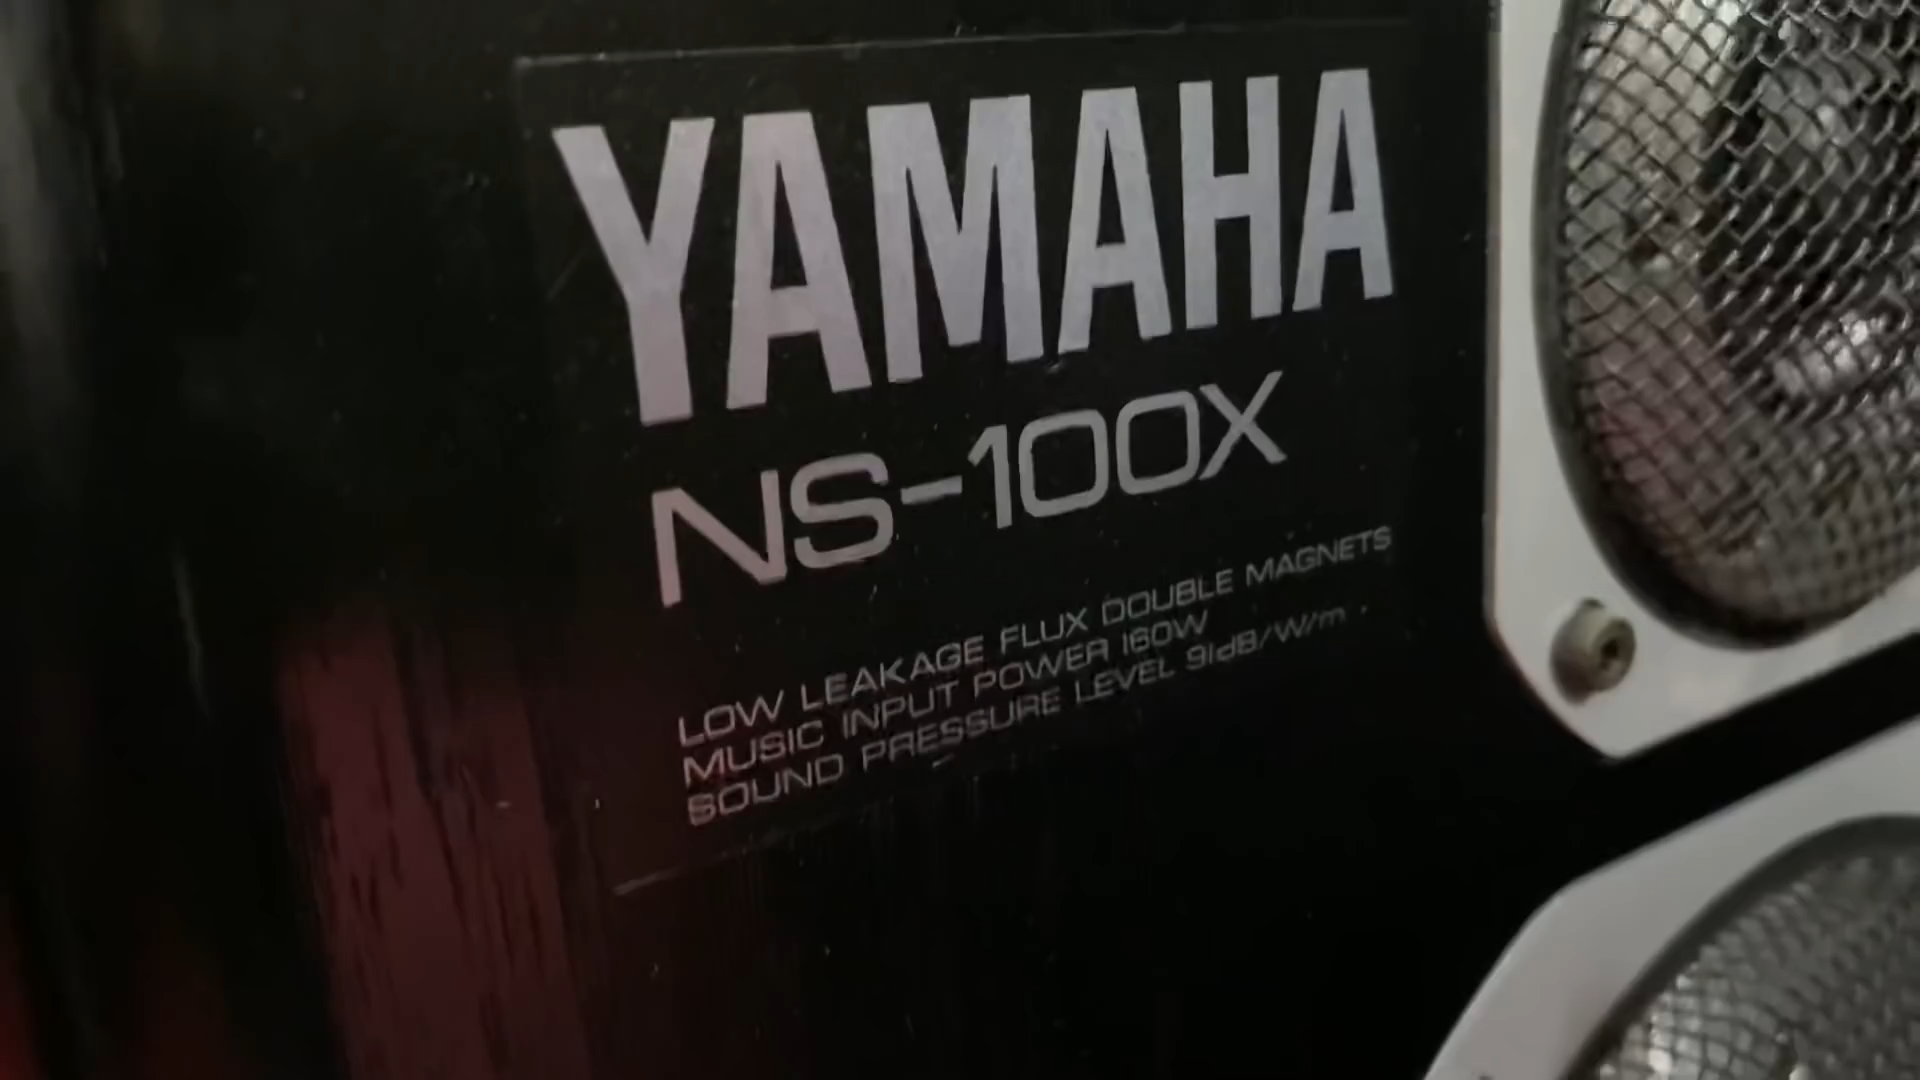 YAMAHA
NS-100X
LOW LEAKAGE FLUX DOUBLE MAGNETS
MUSIC INPUT POWER 160W
SOUND PRESSURE LEVEL 91dB/W/m